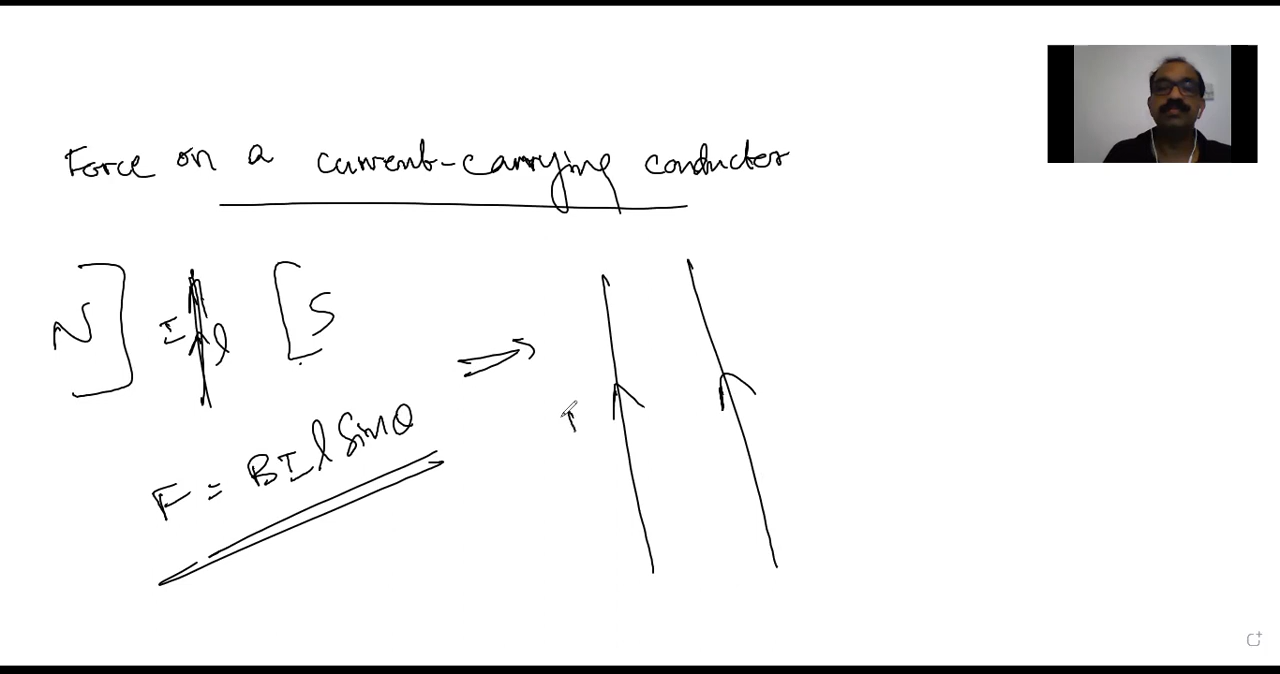 Force on a current-carrying conductor
N I l S
F = BIl Sinθ
I